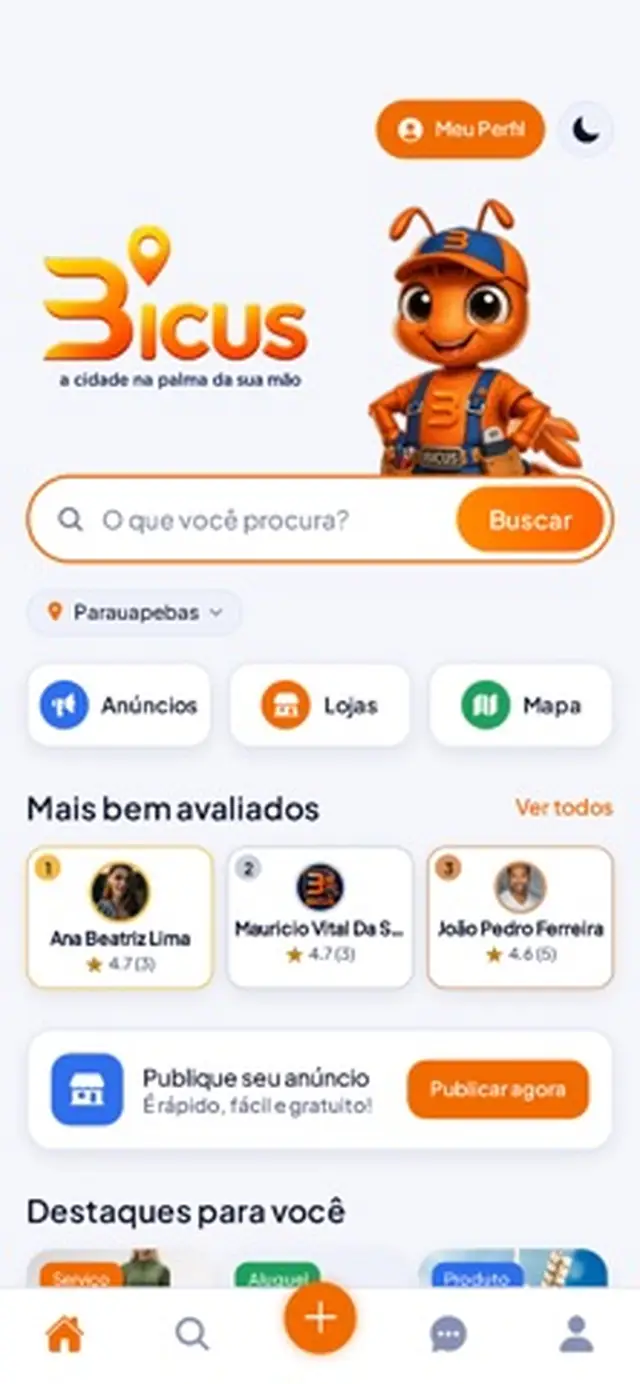 Meu Perfil
BICUS
a cidade na palma da sua mão
BICUS
O que você procura?
Buscar
Parauapebas
Anúncios
Lojas
Mapa
Mais bem avaliados
Ver todos
1
2
3
Ana Beatriz Lima
Mauricio Vital Da S...
João Pedro Ferreira
4.7 (3)
4.7 (3)
4.6 (5)
Publique seu anúncio
É rápido, fácil e gratuito!
Publicar agora
Destaques para você
Serviço
Aluguel
Produto